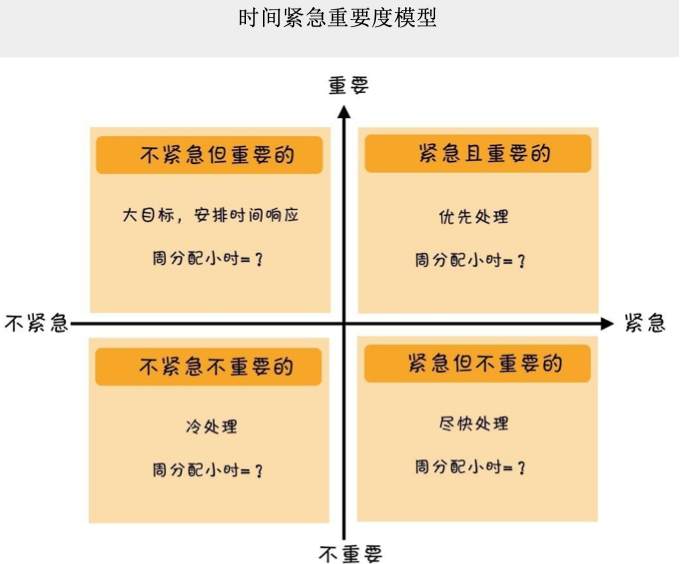 时间紧急重要度模型
重要
不紧急但重要的
大目标，安排时间响应
周分配小时=？
紧急且重要的
优先处理
周分配小时=？
不紧急
紧急
不紧急不重要的
冷处理
周分配小时=？
紧急但不重要的
尽快处理
周分配小时=？
不重要